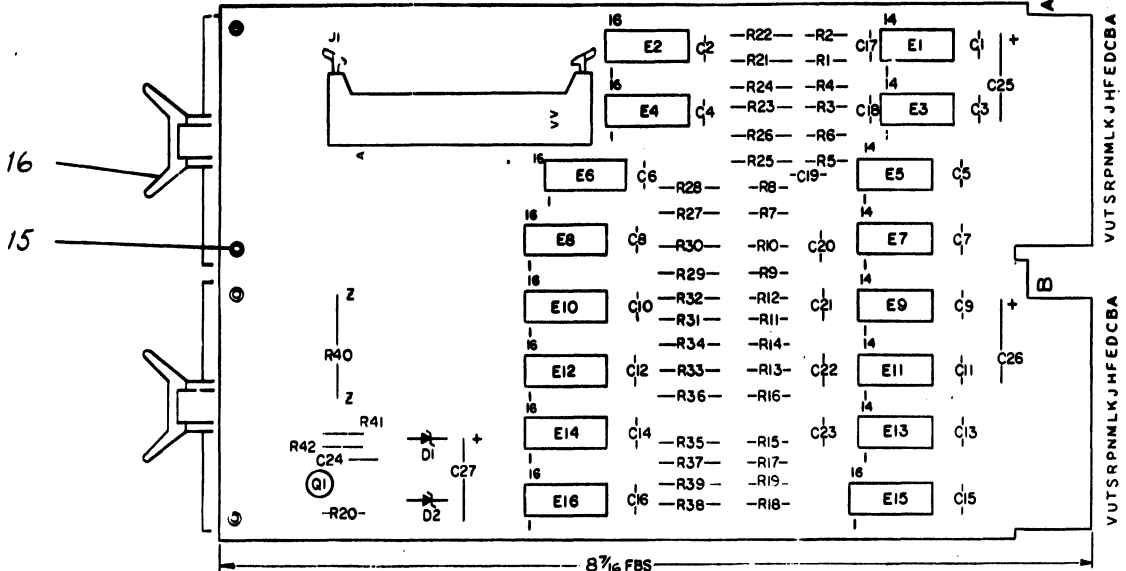 A
16 14
J1 E2 C2 -R22- -R2- C17 E1 C1 +
-R21- -R1-
16 -R24- -R4- 14 C25
E4 C4 -R23- -R3- C18 E3 C3
VV -R26- -R6-
A
16 -R25- -R5- 14
16 E6 C6 R28 -R8- -C19- E5 C5
R27 -R7-
16 14
15 E8 C8 R30 -R10- C20 E7 C7
R29 -R9-
B
Z 16 R32 -R12- 14 +
E10 C10 R31 -R11- C21 E9 C9
R34 -R14-
R40 16 14 C26
E12 C12 R33 -R13- C22 E11 C11
Z R36 -R16-
R41 16 14
R42 D1 + E14 C14 R35 -R15- C23 E13 C13
C24 C27 R37 -R17-
Q1 16 R39 -R19- 16
-R20- D2 E16 C16 R38 -R18- E15 C15
VUTSRPNMLKJHFEDCBA
VUTSRPNMLKJHFEDCBA
8 7/16 FBS